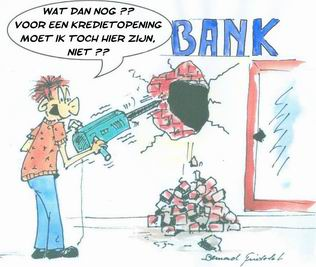 WAT DAN NOG ??
VOOR EEN KREDIETOPENING
MOET IK TOCH HIER ZIJN,
NIET ??
BANK